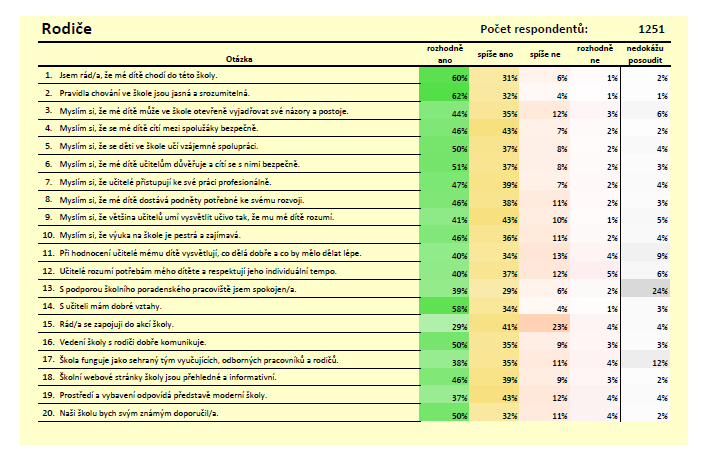 Rodiče Počet respondentů: 1251
Otázka rozhodně ano spíše ano spíše ne rozhodně ne nedokážu posoudit
1. Jsem rád/a, že mé dítě chodí do této školy. 60% 31% 6% 1% 2%
2. Pravidla chování ve škole jsou jasná a srozumitelná. 62% 32% 4% 1% 1%
3. Myslím si, že mé dítě může ve škole otevřeně vyjadřovat své názory a postoje. 44% 35% 12% 3% 6%
4. Myslím si, že se mé dítě cítí mezi spolužáky bezpečně. 46% 43% 7% 2% 2%
5. Myslím si, že se děti ve škole učí vzájemné spolupráci. 50% 37% 8% 2% 4%
6. Myslím si, že mé dítě učitelům důvěřuje a cítí se s nimi bezpečně. 51% 37% 8% 2% 3%
7. Myslím si, že učitelé přistupují ke své práci profesionálně. 47% 39% 7% 2% 4%
8. Myslím si, že mé dítě dostává podněty potřebné ke svému rozvoji. 46% 38% 11% 2% 3%
9. Myslím si, že většina učitelů umí vysvětlit učivo tak, že mu mé dítě rozumí. 41% 43% 10% 1% 5%
10. Myslím si, že výuka na škole je pestrá a zajímavá. 46% 36% 11% 2% 4%
11. Při hodnocení učitelé mému dítě vysvětlují, co dělá dobře a co by mělo dělat lépe. 40% 34% 13% 4% 9%
12. Učitelé rozumí potřebám mého dítěte a respektují jeho individuální tempo. 40% 37% 12% 5% 6%
13. S podporou školního poradenského pracoviště jsem spokojen/a. 39% 29% 6% 2% 24%
14. S učiteli mám dobré vztahy. 58% 34% 4% 1% 3%
15. Rád/a se zapojuji do akcí školy. 29% 41% 23% 4% 4%
16. Vedení školy s rodiči dobře komunikuje. 50% 35% 9% 3% 3%
17. Škola funguje jako sehraný tým vyučujících, odborných pracovníků a rodičů. 38% 35% 11% 4% 12%
18. Školní webové stránky školy jsou přehledné a informativní. 46% 39% 9% 3% 2%
19. Prostředí a vybavení odpovídá představě moderní školy. 37% 43% 12% 4% 4%
20. Naši školu bych svým známým doporučil/a. 50% 32% 11% 4% 2%